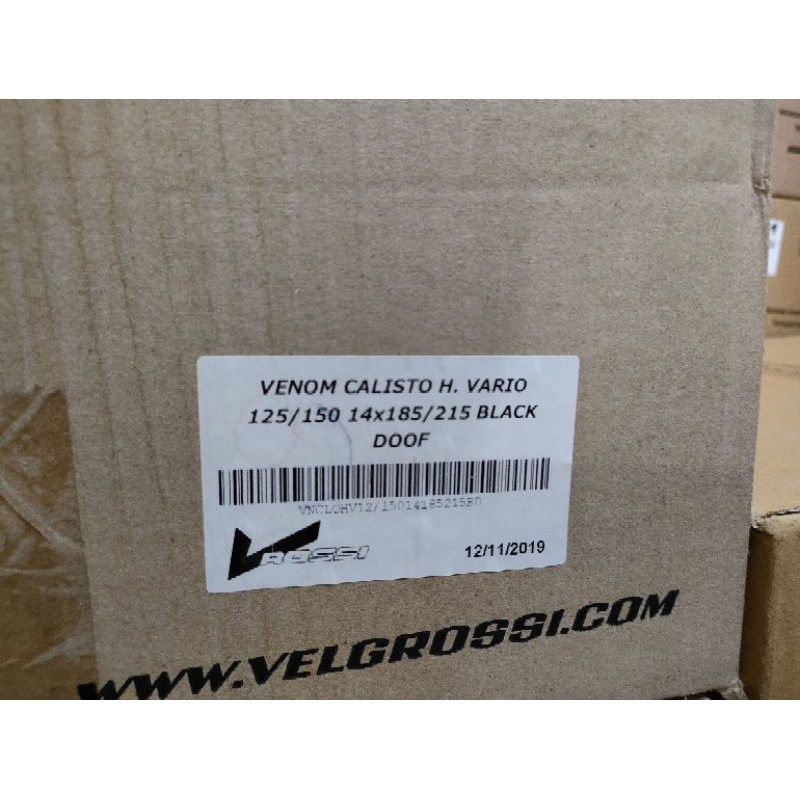 VENOM CALISTO H. VARIO
125/150 14x185/215 BLACK
DOOF
VNCLOHV12/15014185215BD
V ROSSI
12/11/2019
WWW.VELGROSSI.COM